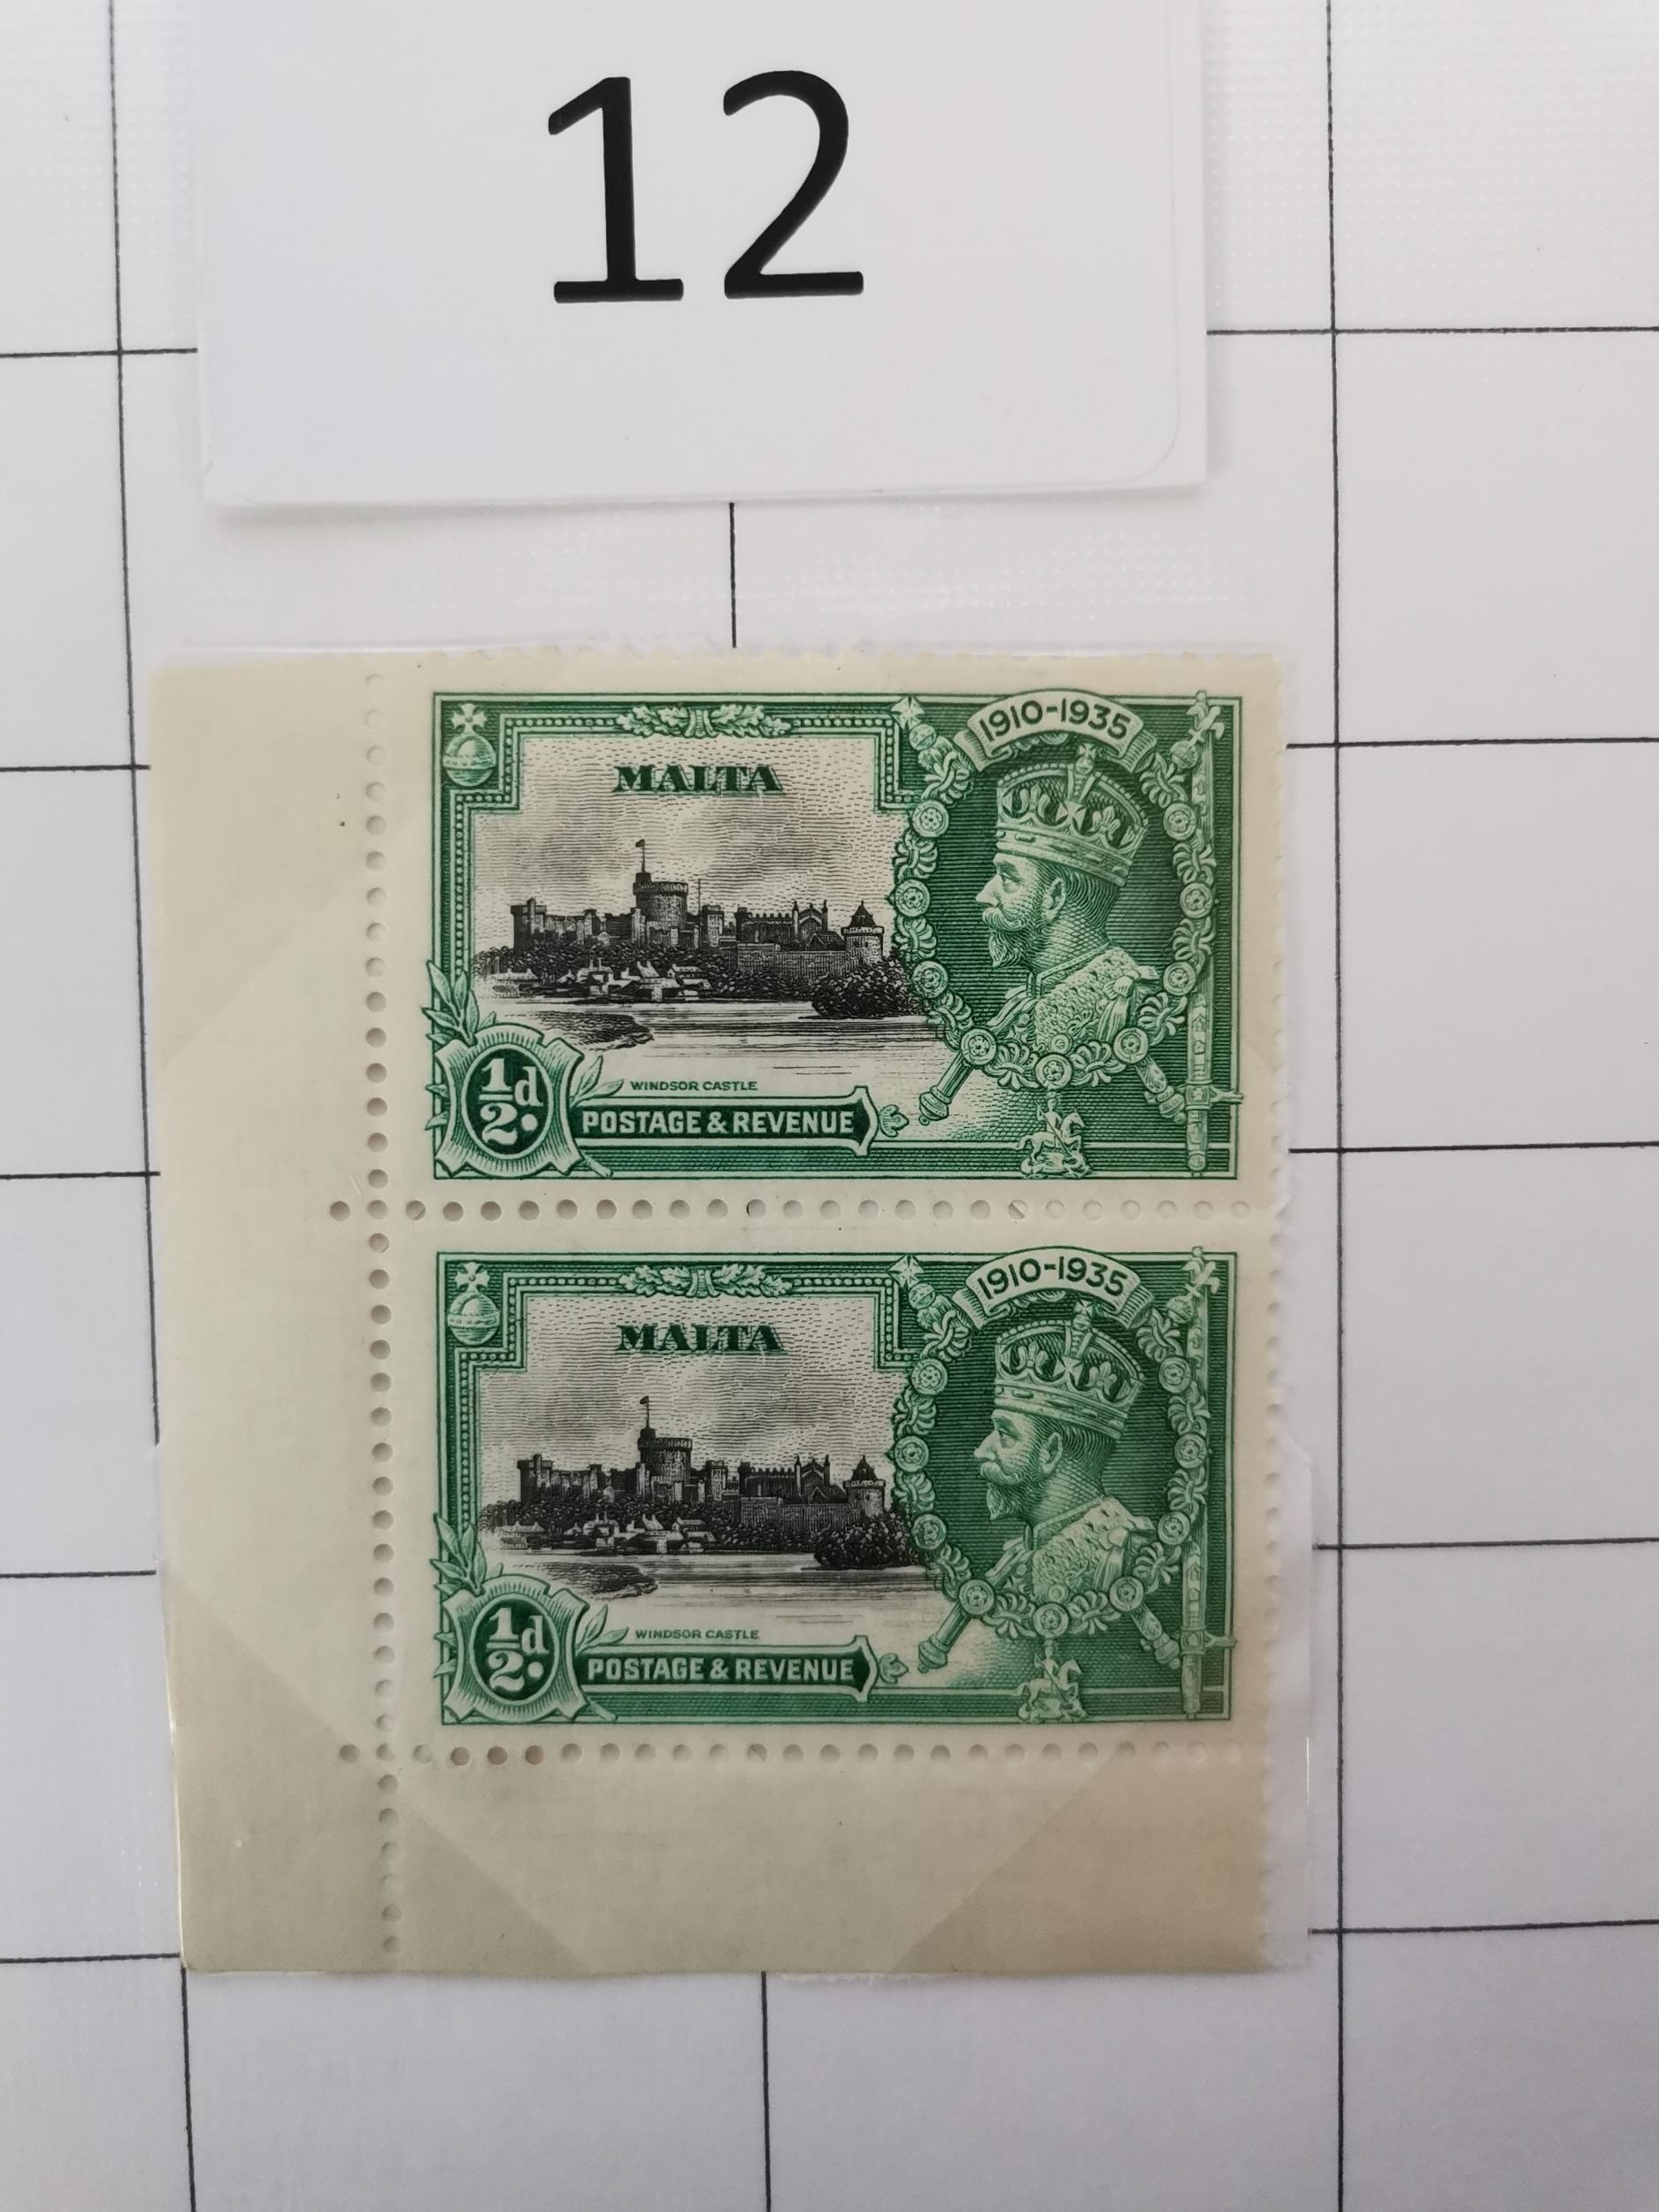 12
1910-1935
MALTA
½d.
WINDSOR CASTLE
POSTAGE & REVENUE
1910-1935
MALTA
½d.
WINDSOR CASTLE
POSTAGE & REVENUE